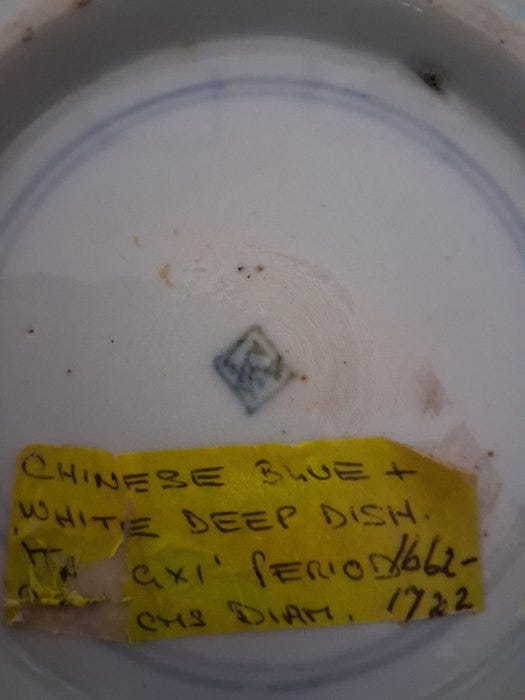 CHINESE BLUE +
WHITE DEEP DISH.
GXI' PERIOD 1662-
1722
CMS DIAM.